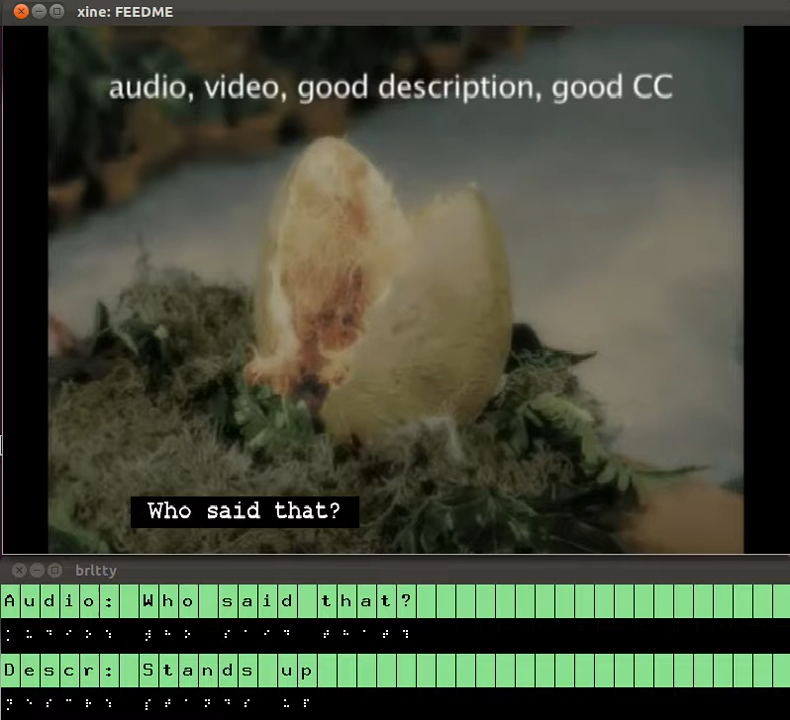 xine: FEEDME
audio, video, good description, good CC
Who said that?
brltty
Audio: Who said that?
Descr: Stands up